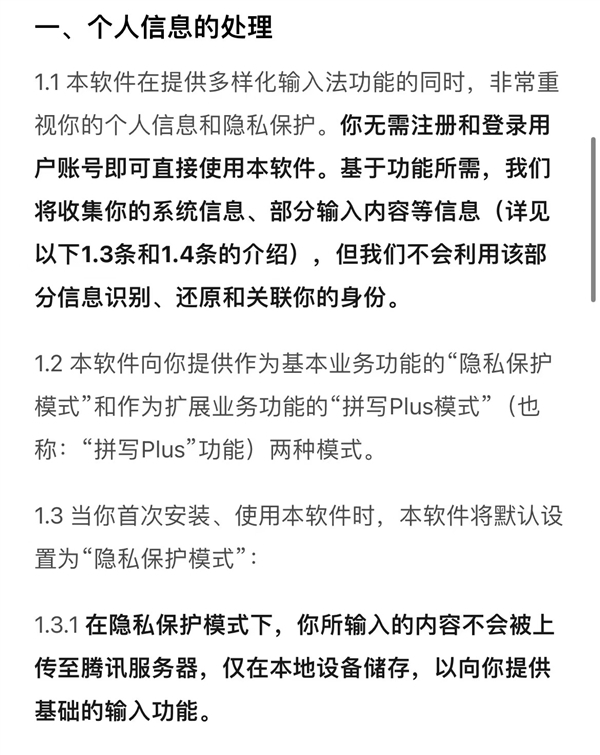 一、个人信息的处理
1.1 本软件在提供多样化输入法功能的同时，非常重
视你的个人信息和隐私保护。你无需注册和登录用
户账号即可直接使用本软件。基于功能所需，我们
将收集你的系统信息、部分输入内容等信息（详见
以下1.3条和1.4条的介绍），但我们不会利用该部
分信息识别、还原和关联你的身份。
1.2 本软件向你提供作为基本业务功能的“隐私保护
模式”和作为扩展业务功能的“拼写Plus模式”（也
称：“拼写Plus”功能）两种模式。
1.3 当你首次安装、使用本软件时，本软件将默认设
置为“隐私保护模式”：
1.3.1 在隐私保护模式下，你所输入的内容不会被上
传至腾讯服务器，仅在本地设备储存，以向你提供
基础的输入功能。